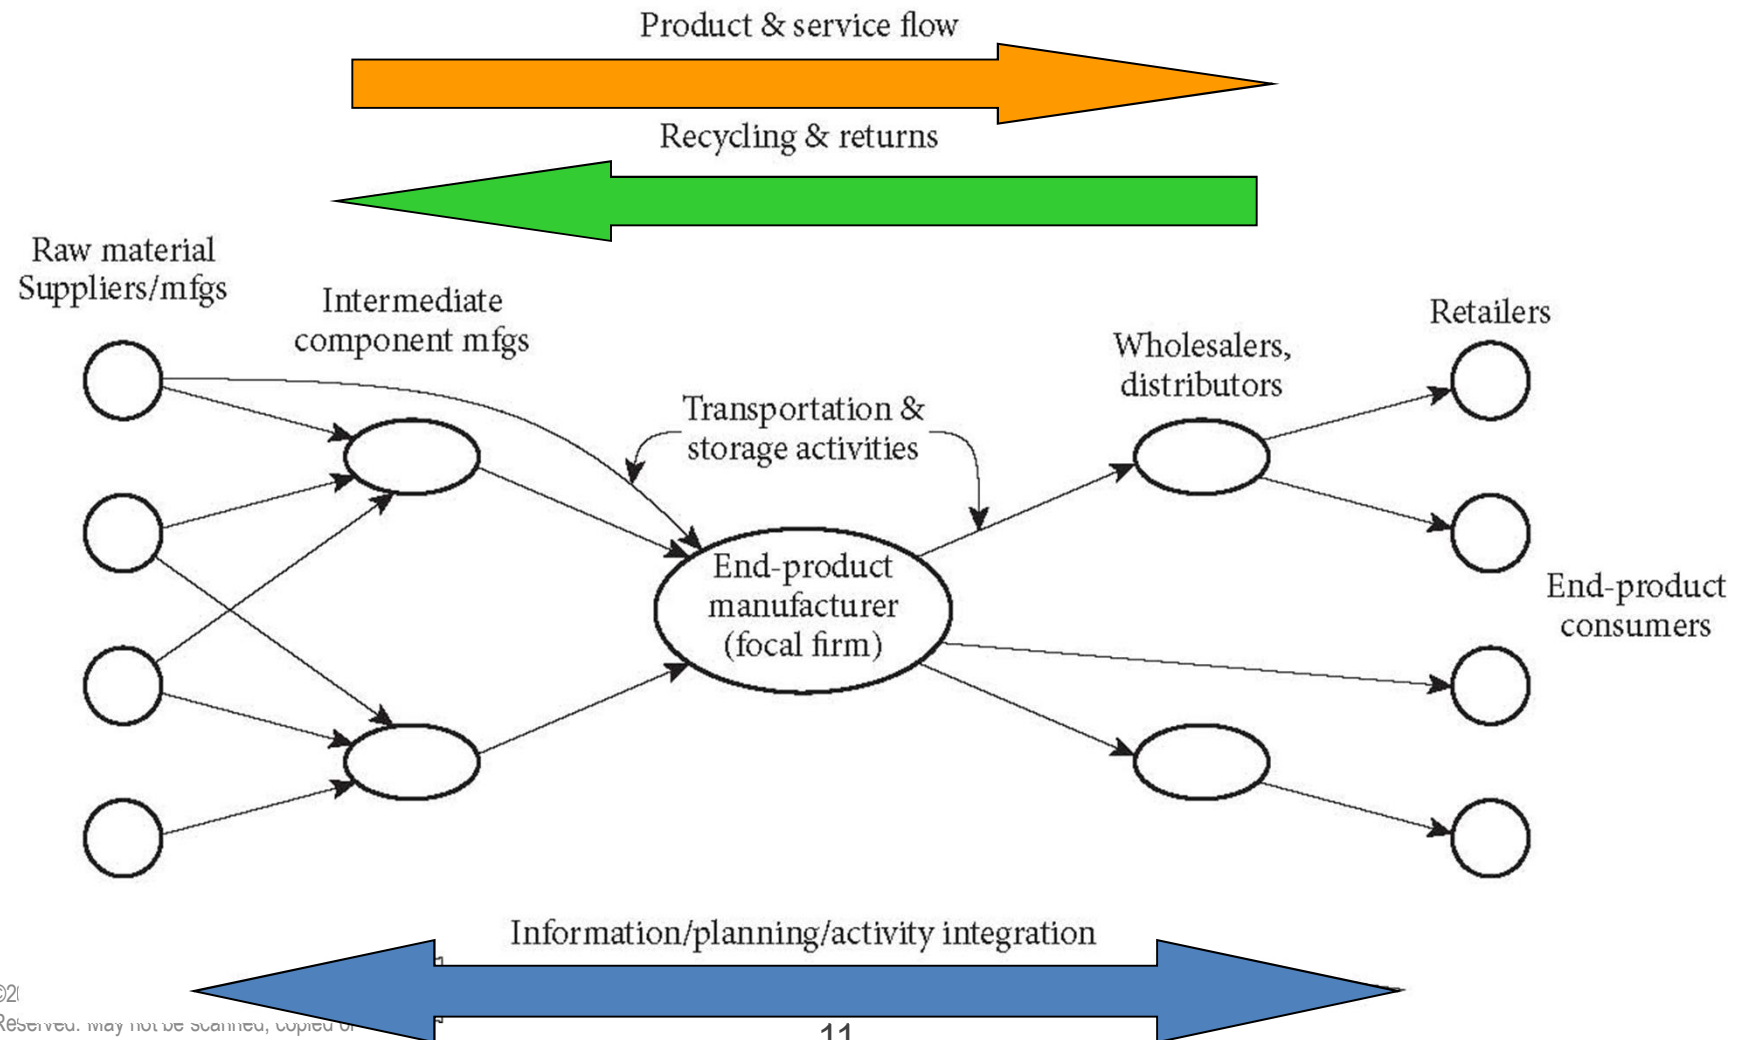 Product & service flow
Recycling & returns
Raw material
Suppliers/mfgs
Intermediate
component mfgs
Transportation &
storage activities
Wholesalers,
distributors
Retailers
End-product
manufacturer
(focal firm)
End-product
consumers
Information/planning/activity integration
Reserved. May not be scanned, copied or
11